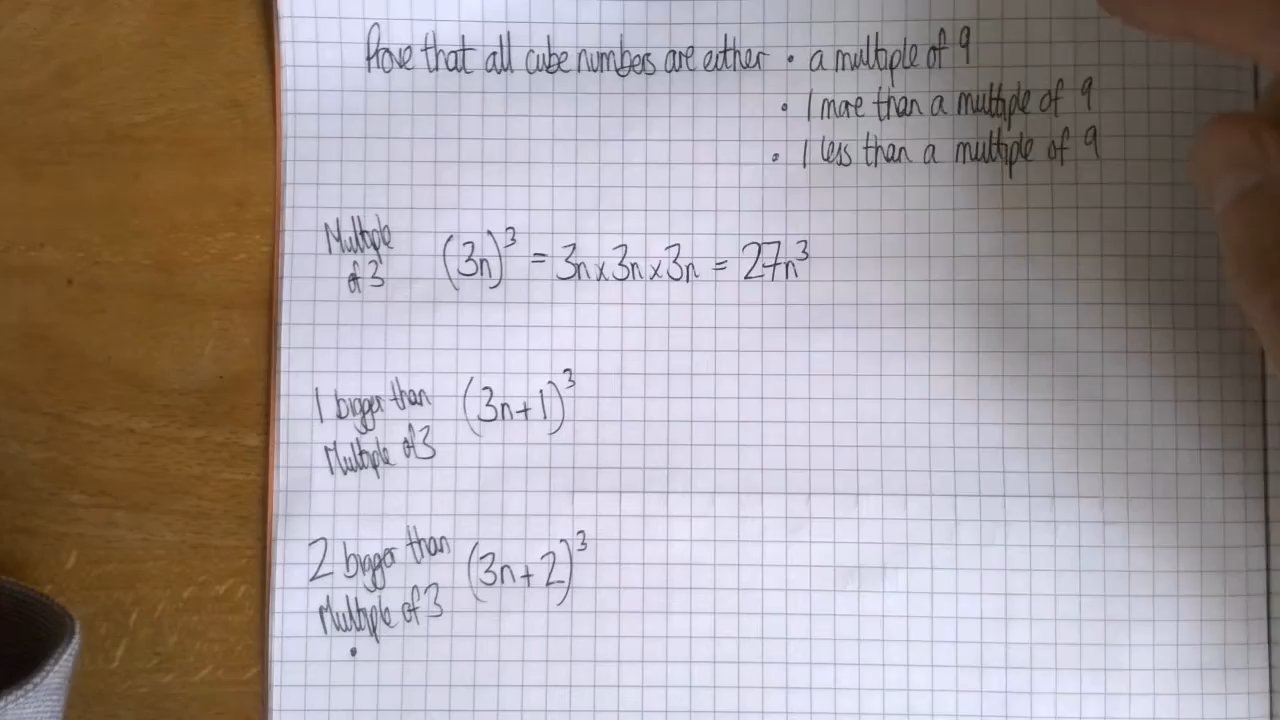 Prove that all cube numbers are either • a multiple of 9
• 1 more than a multiple of 9
• 1 less than a multiple of 9
Multiple
of 3
(3n)³ = 3n×3n×3n = 27n³
1 bigger than
Multiple of 3
(3n+1)³
2 bigger than
Multiple of 3
(3n+2)³